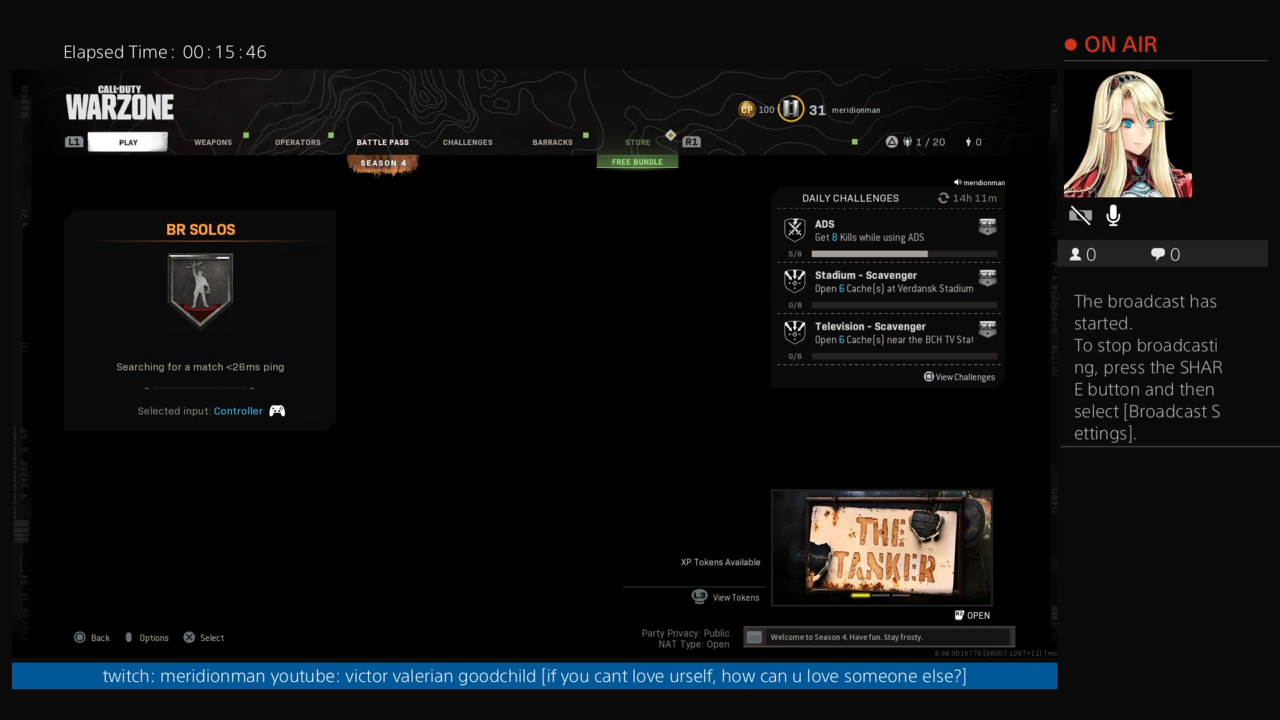 Elapsed Time: 00:15:46
ON AIR
CALL OF DUTY
WARZONE
CP 100 31 meridionman
L1 PLAY WEAPONS OPERATORS BATTLE PASS CHALLENGES BARRACKS STORE R1 1 / 20 0
SEASON 4
FREE BUNDLE
meridionman
DAILY CHALLENGES 14h 11m
ADS
Get 8 Kills while using ADS
5/8
Stadium - Scavenger
Open 6 Cache(s) at Verdansk Stadium
0/6
Television - Scavenger
Open 6 Cache(s) near the BCH TV Stat
0/6
View Challenges
BR SOLOS
Searching for a match <26ms ping
Selected input: Controller
0 0
The broadcast has
started.
To stop broadcasti
ng, press the SHAR
E button and then
select [Broadcast S
ettings].
THE
TANKER
XP Tokens Available
L3 View Tokens
R2 OPEN
Back Options Select
Party Privacy: Public
NAT Type: Open
Welcome to Season 4. Have fun. Stay frosty.
twitch: meridionman youtube: victor valerian goodchild [if you cant love urself, how can u love someone else?]